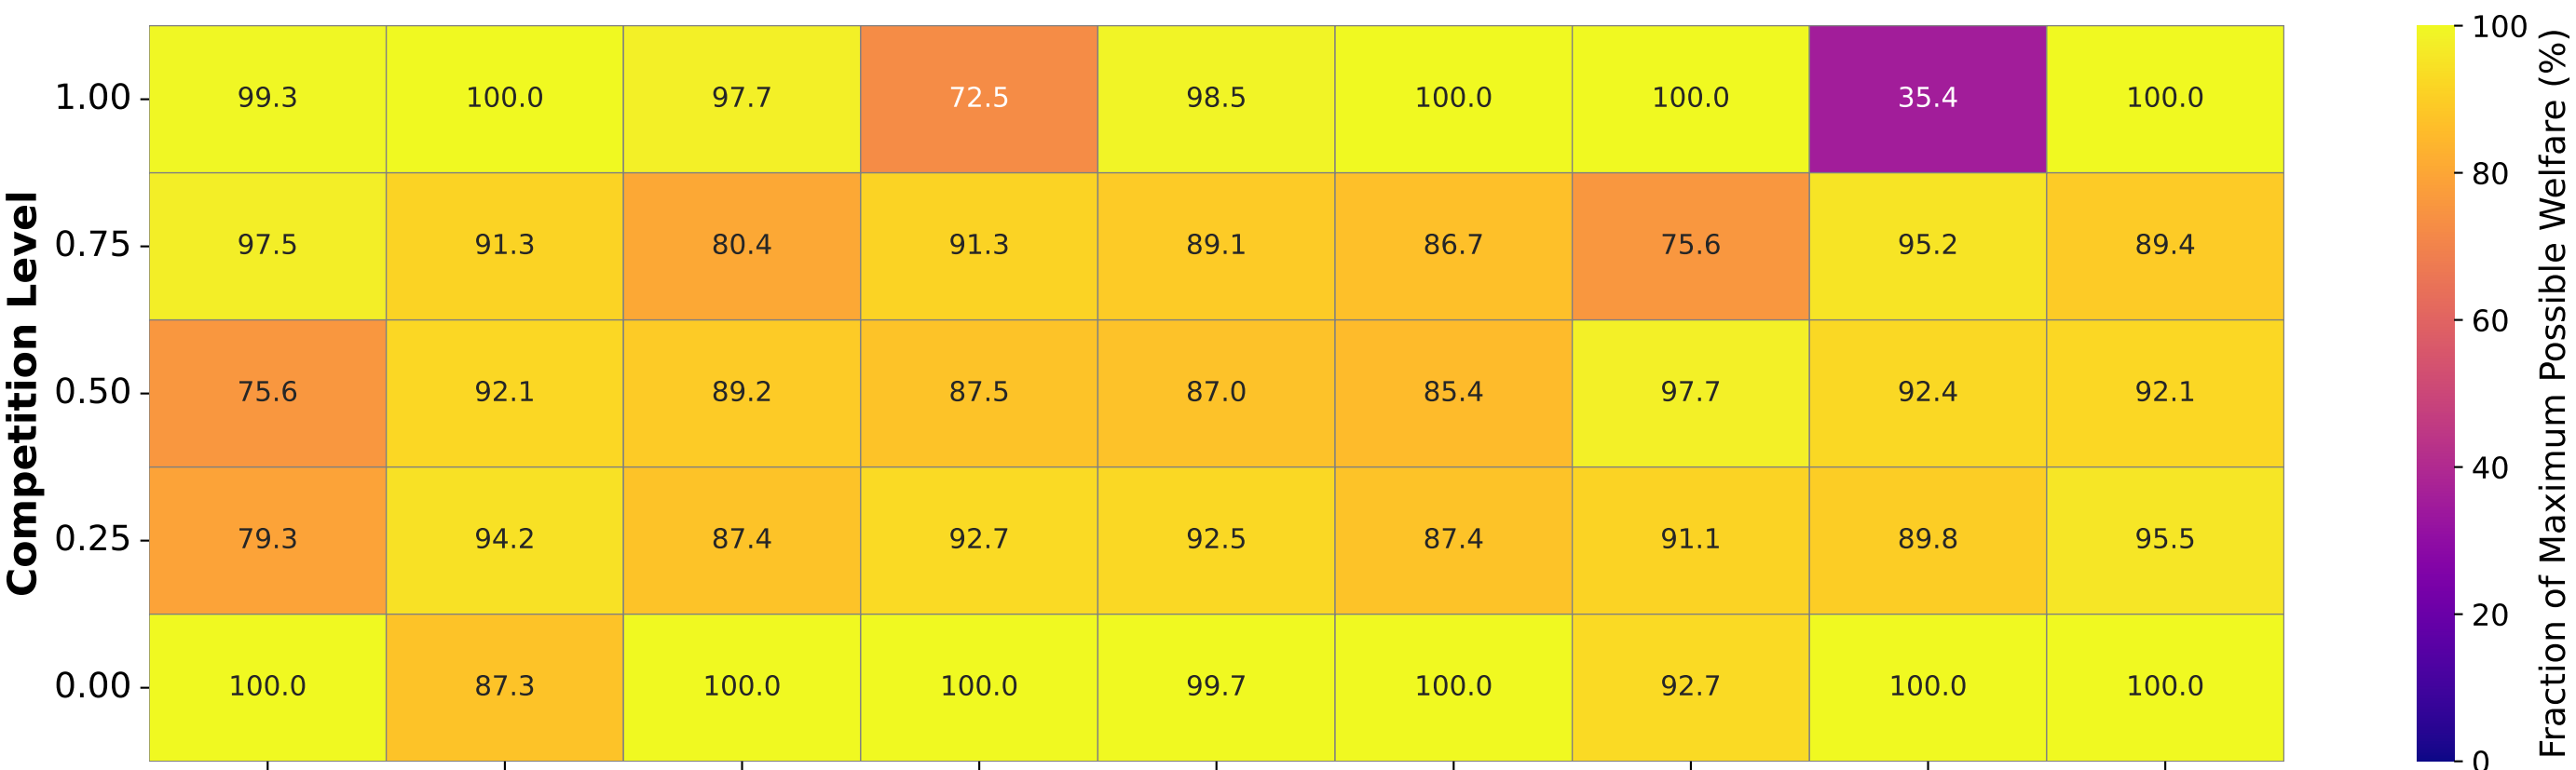 Competition Level
1.00 99.3 100.0 97.7 72.5 98.5 100.0 100.0 35.4 100.0
0.75 97.5 91.3 80.4 91.3 89.1 86.7 75.6 95.2 89.4
0.50 75.6 92.1 89.2 87.5 87.0 85.4 97.7 92.4 92.1
0.25 79.3 94.2 87.4 92.7 92.5 87.4 91.1 89.8 95.5
0.00 100.0 87.3 100.0 100.0 99.7 100.0 92.7 100.0 100.0
100
80
60
40
20
0
Fraction of Maximum Possible Welfare (%)